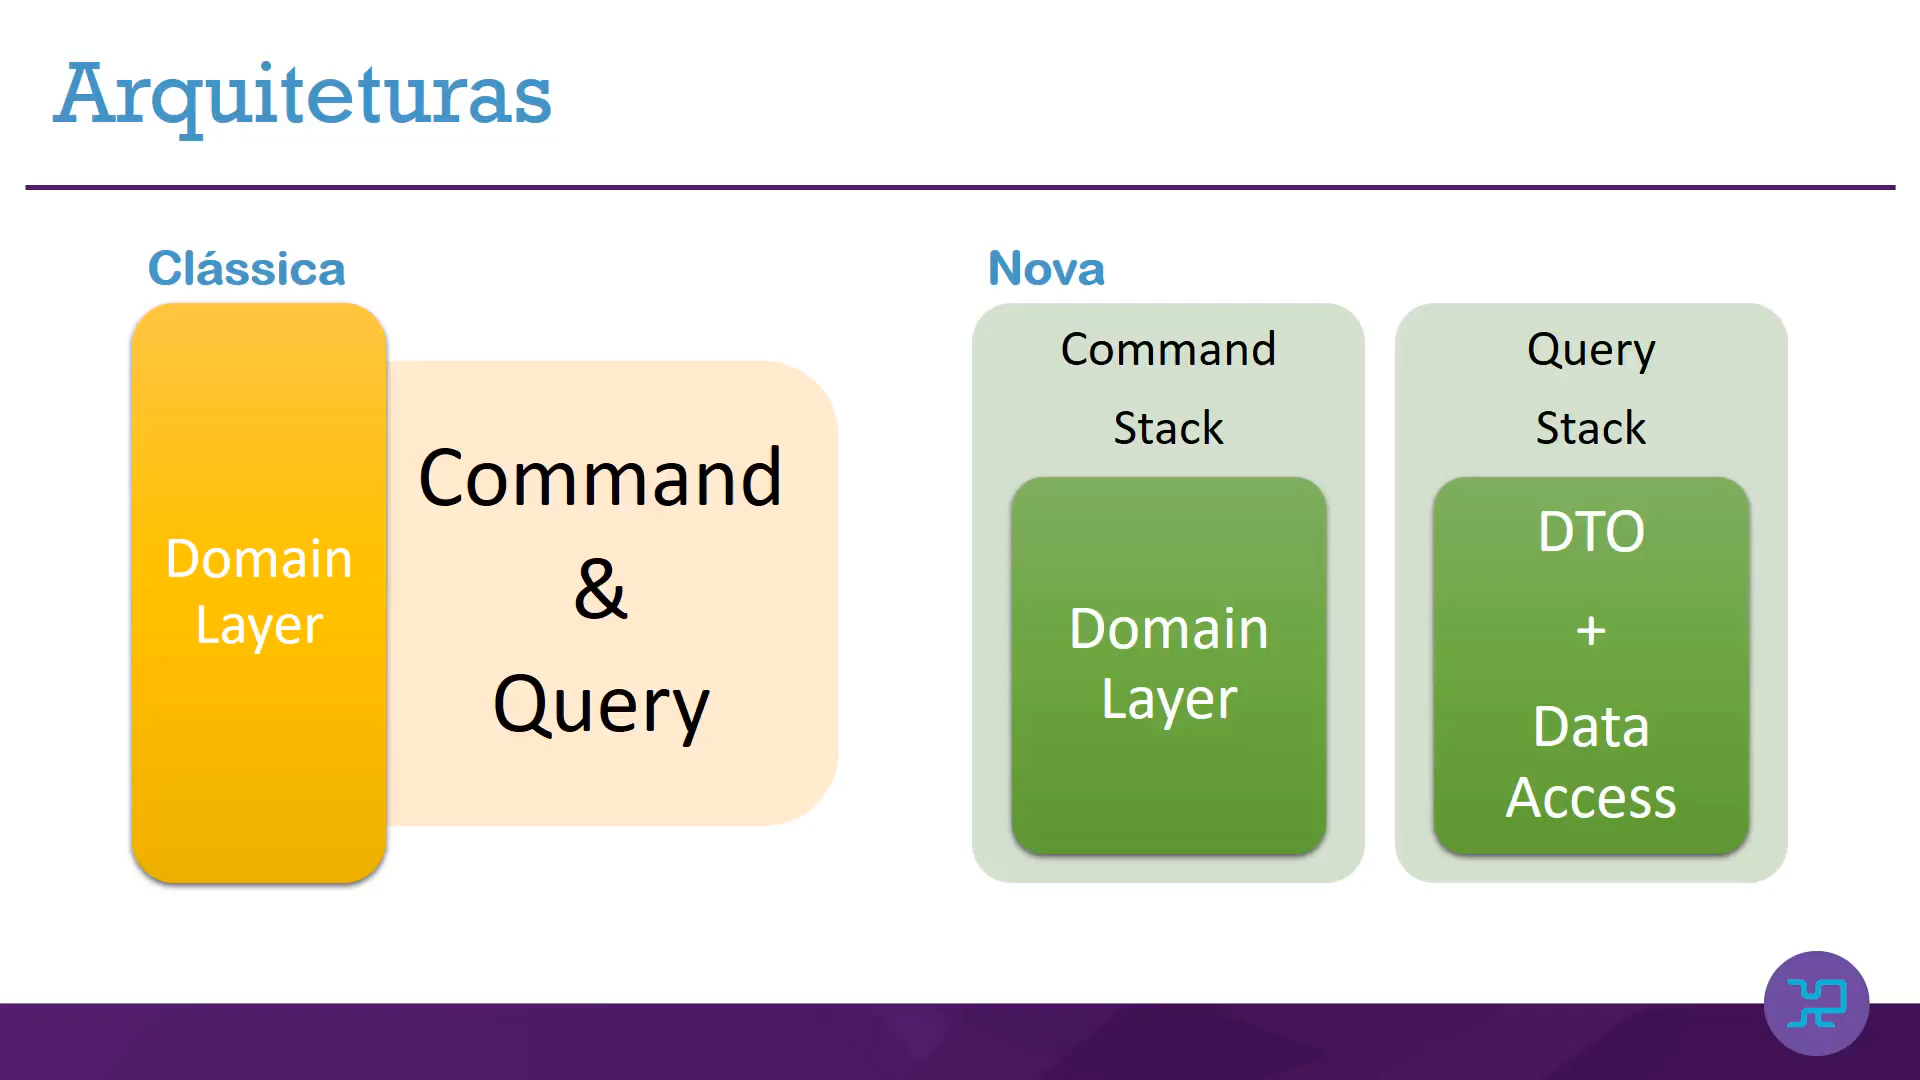 Arquiteturas
Clássica
Domain
Layer
Command
&
Query
Nova
Command
Stack
Domain
Layer
Query
Stack
DTO
+
Data
Access